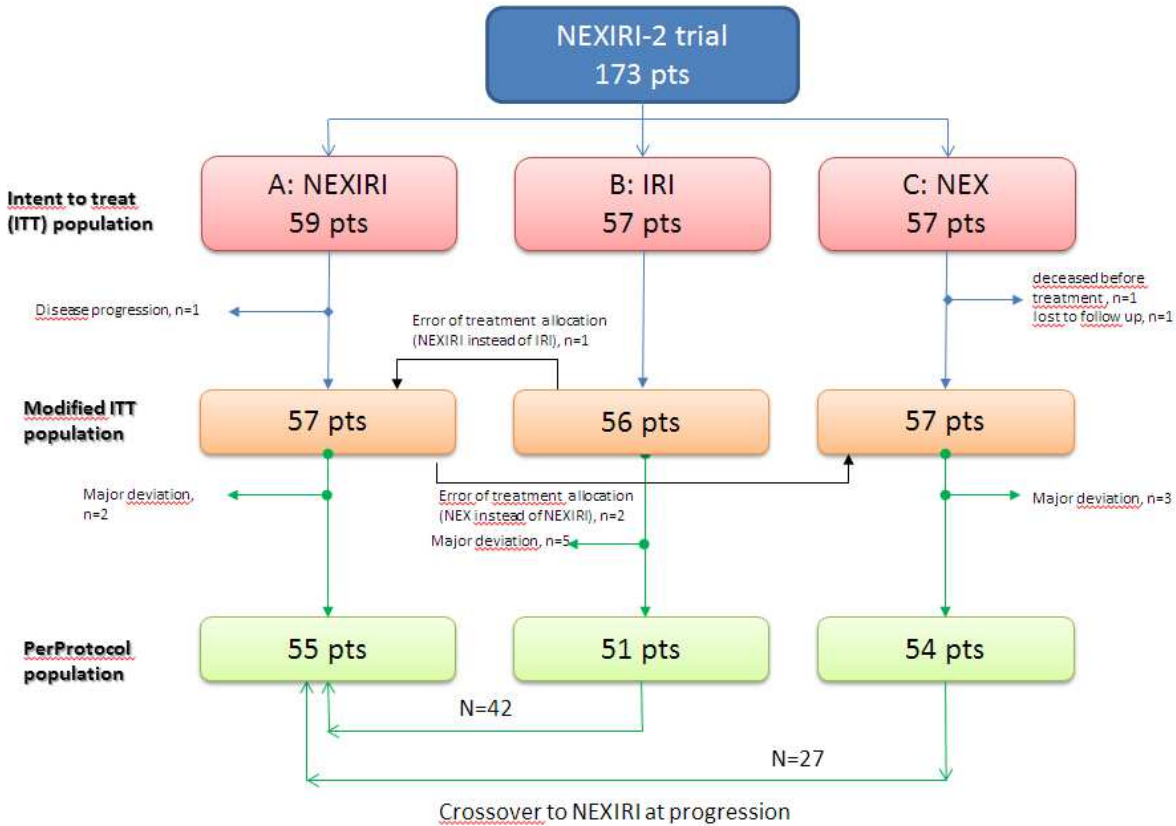 NEXIRI-2 trial
173 pts
Intent to treat
(ITT) population
A: NEXIRI
59 pts
B: IRI
57 pts
C: NEX
57 pts
Disease progression, n=1
Error of treatment allocation
(NEXIRI instead of IRI), n=1
deceased before
treatment , n=1
lost to follow up, n=1
Modified ITT
population
57 pts
56 pts
57 pts
Major deviation,
n=2
Error of treatment allocation
(NEX instead of NEXIRI), n=2
Major deviation, n=5
Major deviation, n=3
PerProtocol
population
55 pts
51 pts
54 pts
N=42
N=27
Crossover to NEXIRI at progression